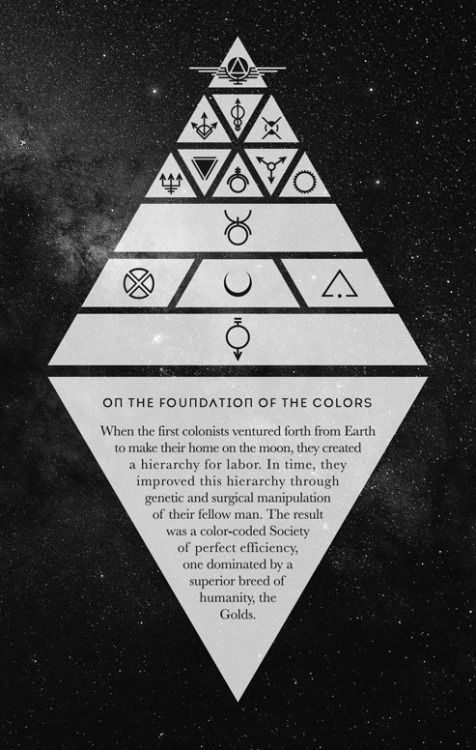 ON THE FOUNDATION OF THE COLORS
When the first colonists ventured forth from Earth
to make their home on the moon, they created
a hierarchy for labor. In time, they
improved this hierarchy through
genetic and surgical manipulation
of their fellow man. The result
was a color-coded Society
of perfect efficiency,
one dominated by a
superior breed of
humanity, the
Golds.